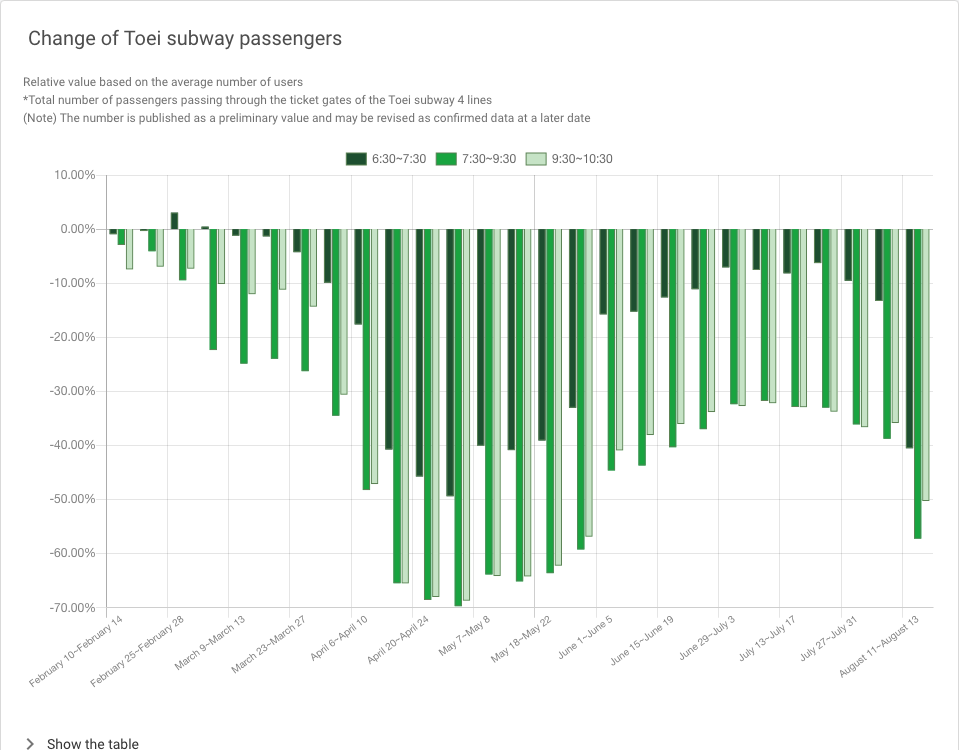 Change of Toei subway passengers
Relative value based on the average number of users
*Total number of passengers passing through the ticket gates of the Toei subway 4 lines
(Note) The number is published as a preliminary value and may be revised as confirmed data at a later date
6:30~7:30 7:30~9:30 9:30~10:30
10.00%
0.00%
-10.00%
-20.00%
-30.00%
-40.00%
-50.00%
-60.00%
-70.00%
February 10~February 14
February 25~February 28
March 9~March 13
March 23~March 27
April 6~April 10
April 20~April 24
May 7~May 8
May 18~May 22
June 1~June 5
June 15~June 19
June 29~July 3
July 13~July 17
July 27~July 31
August 11~August 13
Show the table